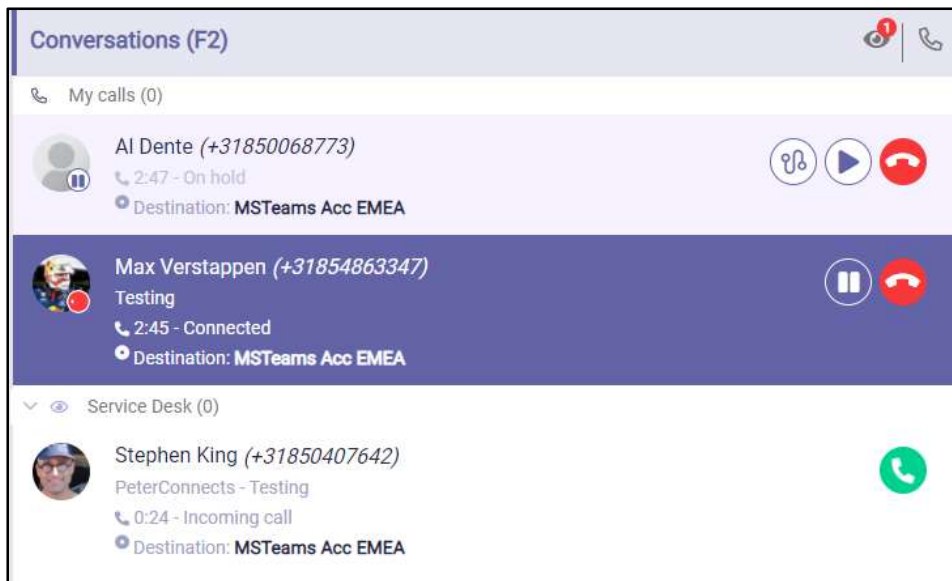 Conversations (F2)
1
My calls (0)
Al Dente (+31850068773)
2:47 - On hold
Destination: MSTeams Acc EMEA
Max Verstappen (+31854863347)
Testing
2:45 - Connected
Destination: MSTeams Acc EMEA
Service Desk (0)
Stephen King (+31850407642)
PeterConnects - Testing
0:24 - Incoming call
Destination: MSTeams Acc EMEA